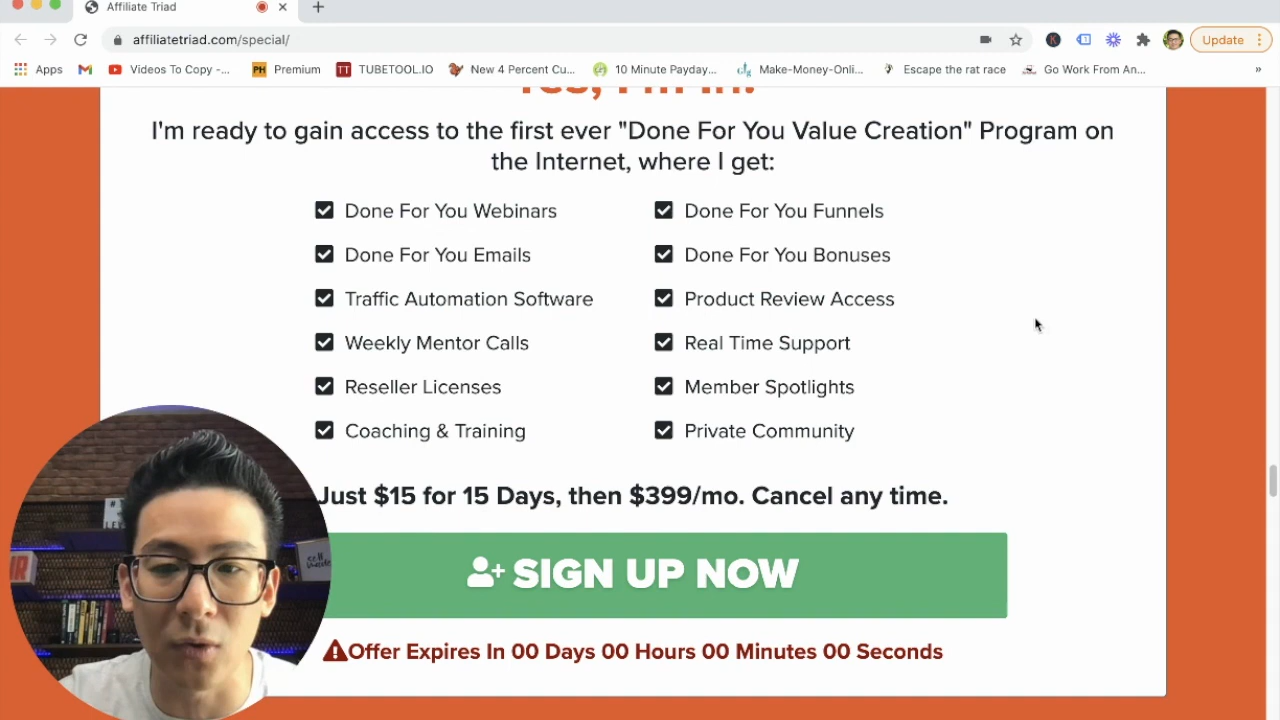 Affiliate Triad
affiliatetriad.com/special/
Update
Apps
Videos To Copy -...
PH Premium
TT TUBETOOL.IO
New 4 Percent Cu...
10 Minute Payday...
Make-Money-Onli...
Escape the rat race
Go Work From An...
»
Yes, I'm In!
I'm ready to gain access to the first ever "Done For You Value Creation" Program on
the Internet, where I get:
Done For You Webinars
Done For You Funnels
Done For You Emails
Done For You Bonuses
Traffic Automation Software
Product Review Access
Weekly Mentor Calls
Real Time Support
Reseller Licenses
Member Spotlights
Coaching & Training
Private Community
Just $15 for 15 Days, then $399/mo. Cancel any time.
SIGN UP NOW
Offer Expires In 00 Days 00 Hours 00 Minutes 00 Seconds